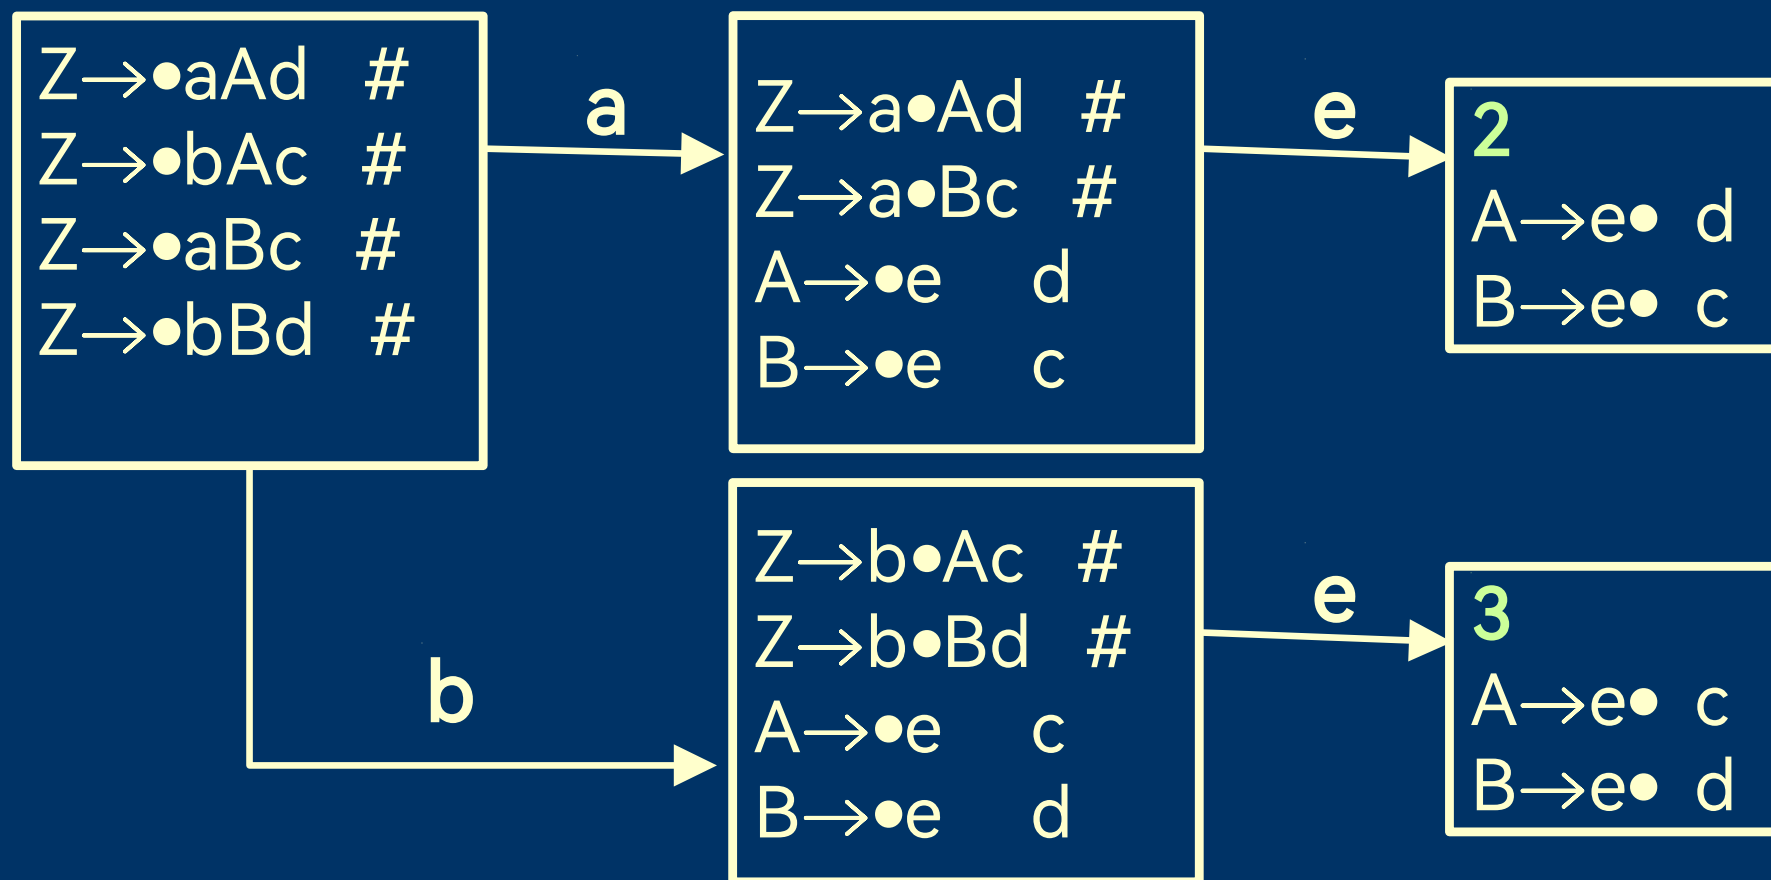 Z→•aAd #
Z→•bAc #
Z→•aBc #
Z→•bBd #
a
Z→a•Ad #
Z→a•Bc #
A→•e d
B→•e c
e
2
A→e• d
B→e• c
b
Z→b•Ac #
Z→b•Bd #
A→•e c
B→•e d
e
3
A→e• c
B→e• d